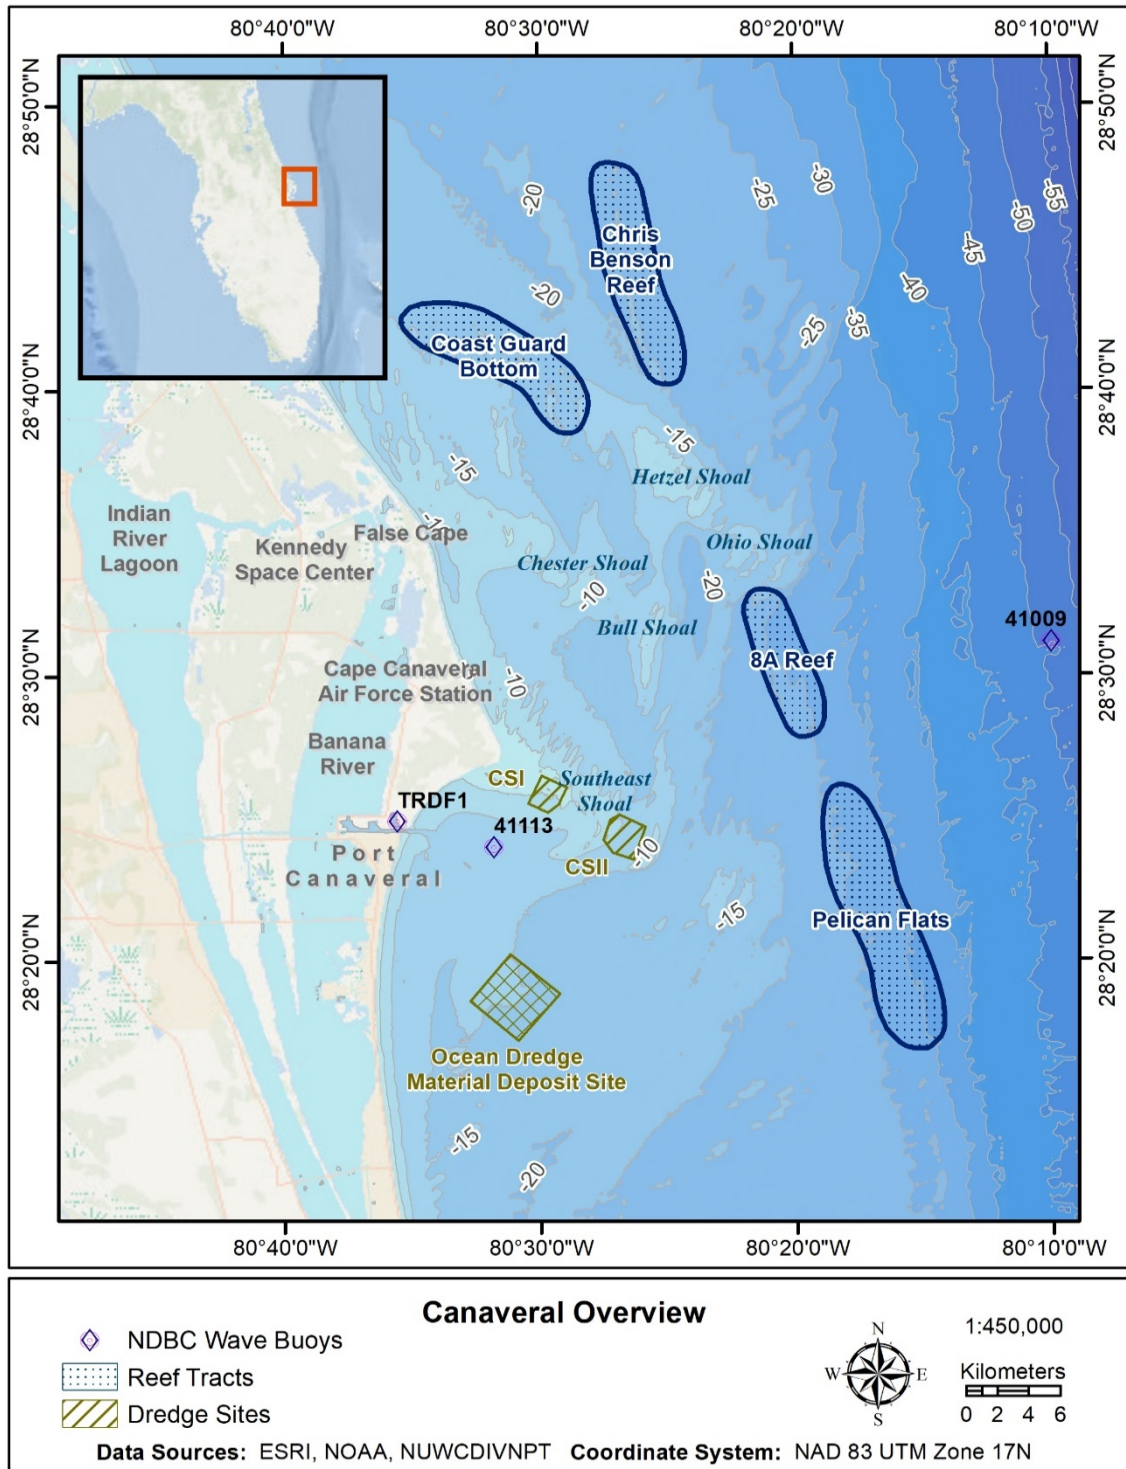 80°40'0"W
80°30'0"W
80°20'0"W
80°10'0"W
28°50'0"N
28°50'0"N
-20
-25
-30
-55
-50
-45
-40
Chris
Benson
Reef
-20
-25
-35
Coast Guard
Bottom
28°40'0"N
28°40'0"N
-15
-15
Hetzel Shoal
Indian
River
Lagoon
False Cape
Kennedy
Space Center
Ohio Shoal
Chester Shoal
-20
-10
Bull Shoal
41009
8A Reef
28°30'0"N
28°30'0"N
Cape Canaveral
Air Force Station
-10
Banana
River
CSI
Southeast
Shoal
TRDF1
41113
Port
Canaveral
CSII
-10
-15
Pelican Flats
28°20'0"N
28°20'0"N
Ocean Dredge
Material Deposit Site
-15
-20
80°40'0"W
80°30'0"W
80°20'0"W
80°10'0"W
Canaveral Overview
NDBC Wave Buoys
Reef Tracts
Dredge Sites
N
W
E
S
1:450,000
Kilometers
0 2 4 6
Data Sources: ESRI, NOAA, NUWCDIVNPT Coordinate System: NAD 83 UTM Zone 17N